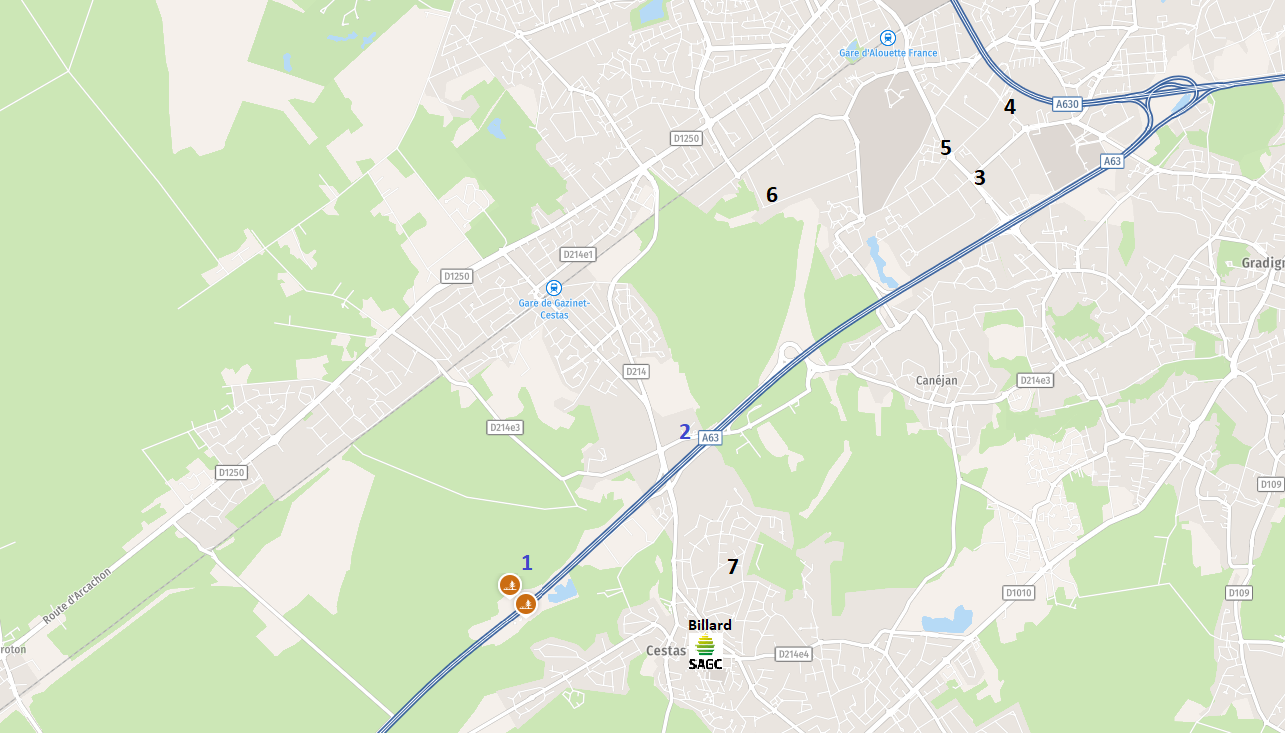 Gare d'Alouette France
A630
4
D1250
5
A63
3
6
D214e1
Gradign
D1250
Gare de Gazinet-
Cestas
D214
Canéjan
D214e3
D214e3
2
A63
D1250
D109
1
7
Route d'Arcachon
D1010
D109
Billard
Cestas
SAGC
D214e4
roton